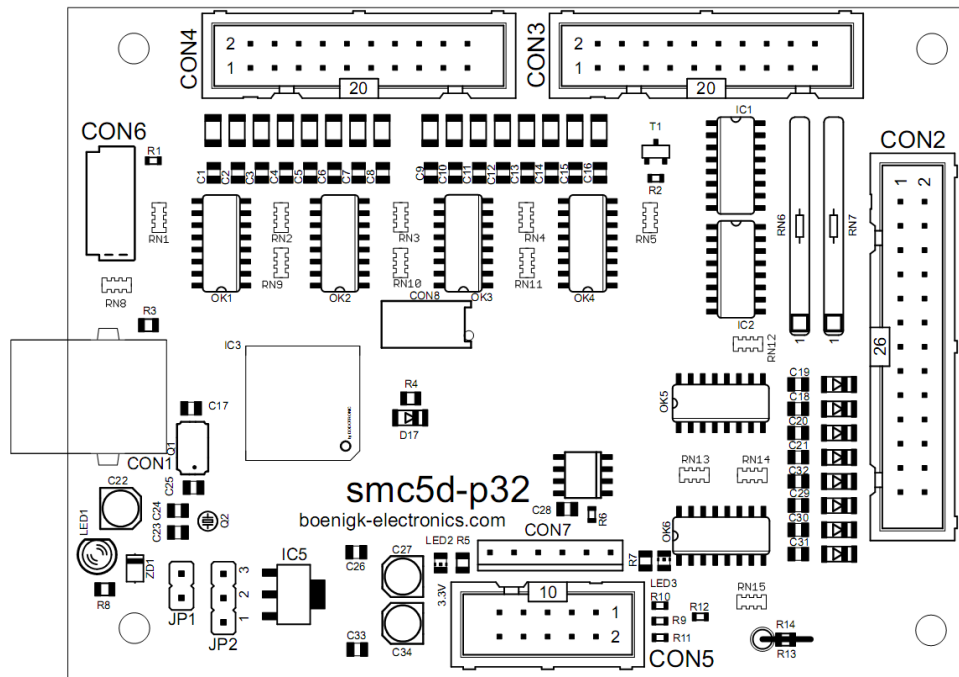 CON4
2
1
20
CON3
2
1
20
CON6
R1
C1
C2
C3
C4
C5
C6
C7
C8
C9
C10
C11
C12
C13
C14
C15
C16
T1
R2
IC1
CON2
1
2
RN1
RN2
RN3
RN4
RN5
RN6
RN7
RN8
RN9
RN10
RN11
OK1
OK2
OK3
OK4
CON8
IC2
RN12
1
1
26
R3
IC3
R4
D17
C17
Q1
CON1
C25
C22
C24
C23
Q2
LED1
ZD1
R8
OK5
C19
C18
C20
C21
C32
C29
C30
C31
RN13
RN14
smc5d-p32
boenigk-electronics.com
C28
R6
CON7
OK6
IC5
C26
C27
LED2
R5
3.3V
R7
LED3
JP1
3
2
1
JP2
C33
C34
10
1
2
CON5
R10
R9
R11
R12
RN15
R14
R13